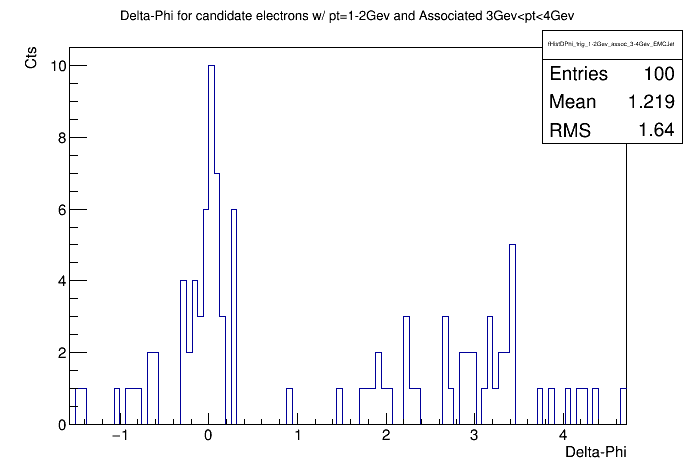 Delta-Phi for candidate electrons w/ pt=1-2Gev and Associated 3Gev<pt<4Gev
fHistDPhi_trig_1-2Gev_assoc_3-4Gev_EMCJet
Entries 100
Mean 1.219
RMS 1.64
Cts
10
8
6
4
2
0
−1 0 1 2 3 4
Delta-Phi